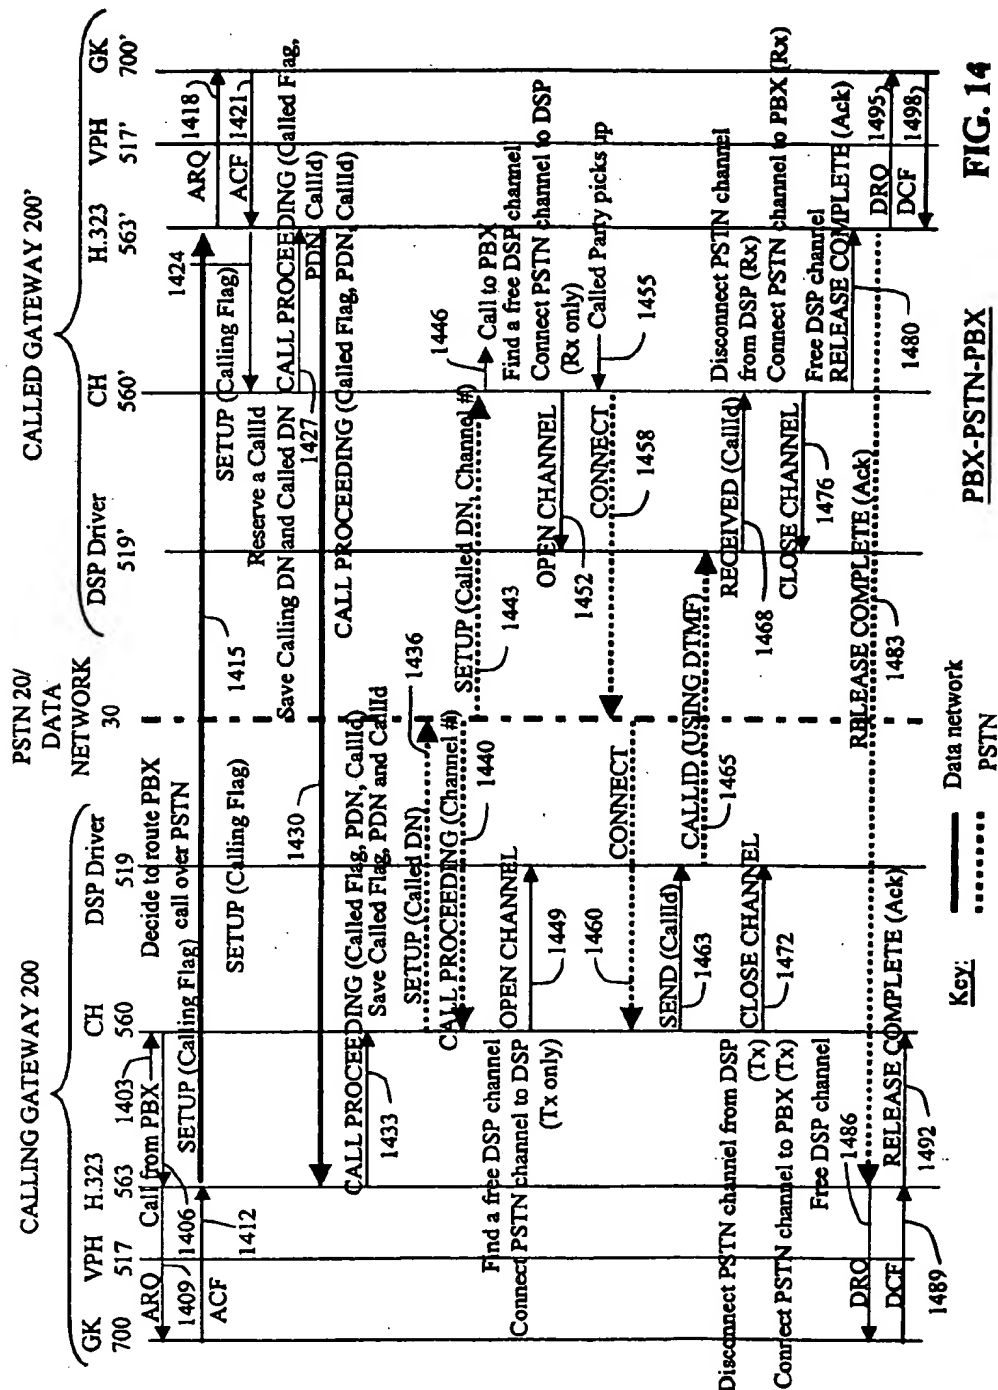 CALLING GATEWAY 200
PSTN 20/
DATA
NETWORK
CALLED GATEWAY 200'
GK
700
VPH
517
H.323
563
CH
560
DSP Driver
519
30
DSP Driver
519'
CH
560'
H.323
563'
VPH
517'
GK
700'
1403
Call from PBX
Decide to route PBX
call over PSTN
ARQ
1406
SETUP (Calling Flag)
1409
ACF
1412
SETUP (Calling Flag)
1415
ARQ
1418
ACF
1421
1424
SETUP (Calling Flag)
Reserve a CallId
Save Calling DN and Called DN
CALL PROCEEDING (Called Flag,
PDN, CallId)
1427
1430
CALL PROCEEDING (Called Flag, PDN, CallId)
CALL PROCEEDING (Called Flag, PDN, CallId)
Save Called Flag, PDN and CallId
1433
SETUP (Called DN)
1436
CALL PROCEEDING (Channel #)
1440
SETUP (Called DN, Channel #)
1443
1446
Call to PBX
Find a free DSP channel
Connect PSTN channel to DSP
(Rx only)
Find a free DSP channel
Connect PSTN channel to DSP
(Tx only)
OPEN CHANNEL
1449
OPEN CHANNEL
1452
Called Party picks up
1455
CONNECT
1458
CONNECT
1460
SEND (CallId)
1463
CALLID (USING DTMF)
1465
RECEIVED (CallId)
1468
Disconnect PSTN channel
from DSP (Rx)
Connect PSTN channel to PBX (Rx)
Disconnect PSTN channel from DSP
(Tx)
Connect PSTN channel to PBX (Tx)
CLOSE CHANNEL
1472
Free DSP channel
CLOSE CHANNEL
1476
Free DSP channel
RELEASE COMPLETE (Ack)
1480
RELEASE COMPLETE (Ack)
1483
DRQ
1486
DCF
1489
RELEASE COMPLETE (Ack)
1492
DRQ
1495
DCF
1498
Key:
Data network
PSTN
PBX-PSTN-PBX
FIG. 14